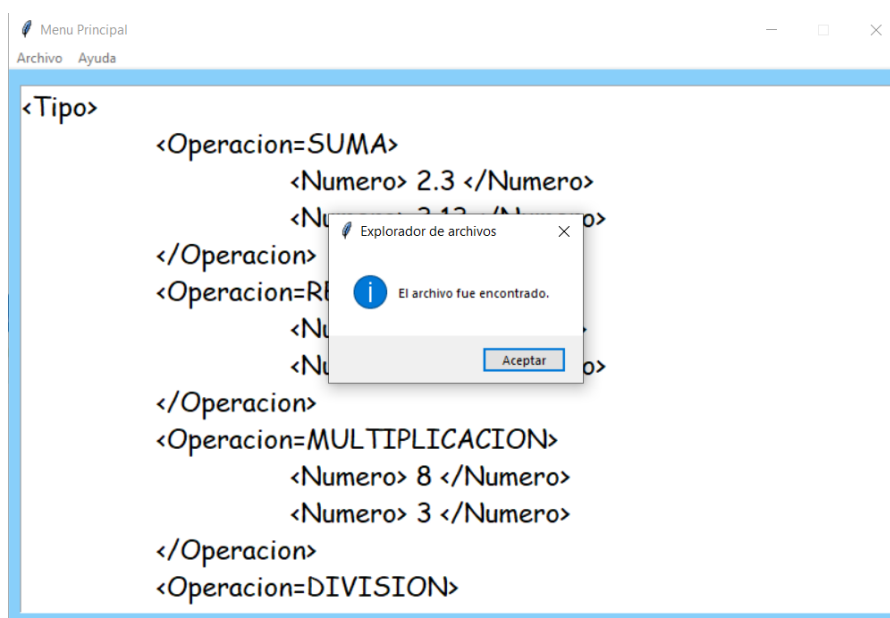 Menu Principal
Archivo Ayuda
<Tipo>
<Operacion=SUMA>
<Numero> 2.3 </Numero>
</Operacion>
Explorador de archivos
El archivo fue encontrado.
Aceptar
</Operacion>
<Operacion=MULTIPLICACION>
<Numero> 8 </Numero>
<Numero> 3 </Numero>
</Operacion>
<Operacion=DIVISION>